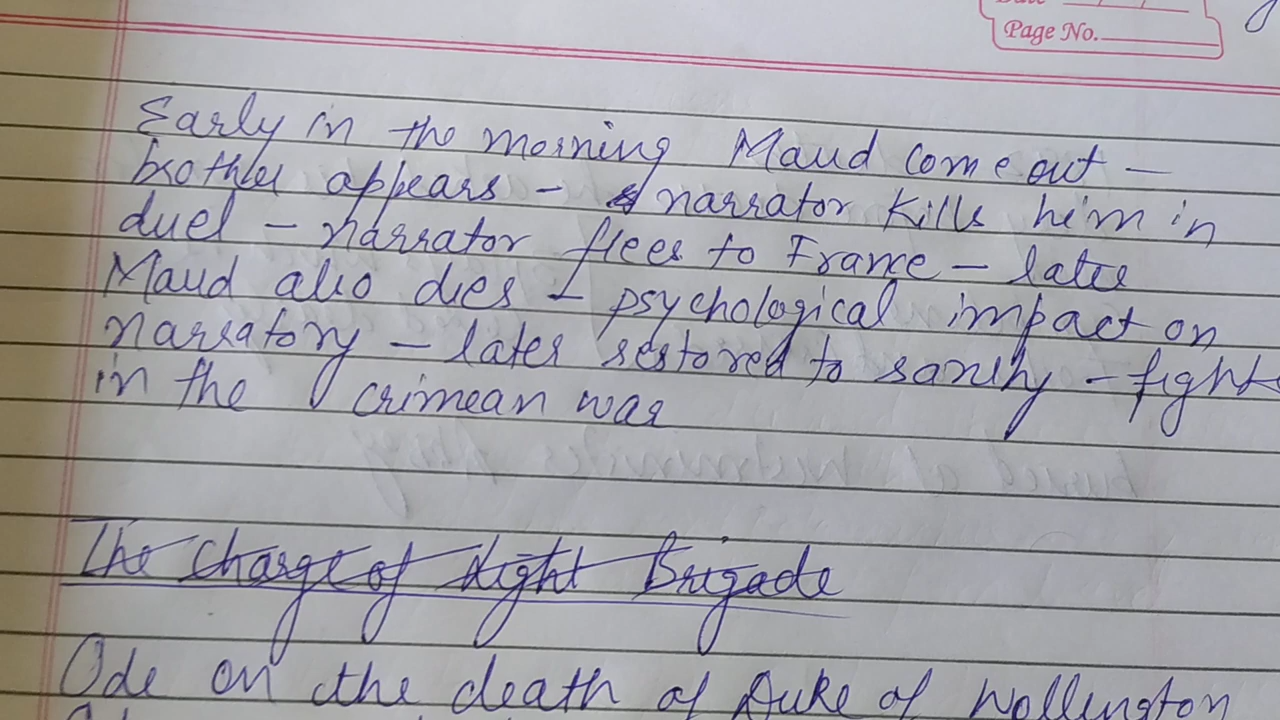 Page No.
Early in the morning Maud come out —
brother appears - narrator kills him in
duel - narrator flees to France - later
Maud also dies - psychological impact on
narratory - later restored to sanity - fights
in the crimean war
The Charge of Light Brigade
Ode on the death of Duke of Wollington